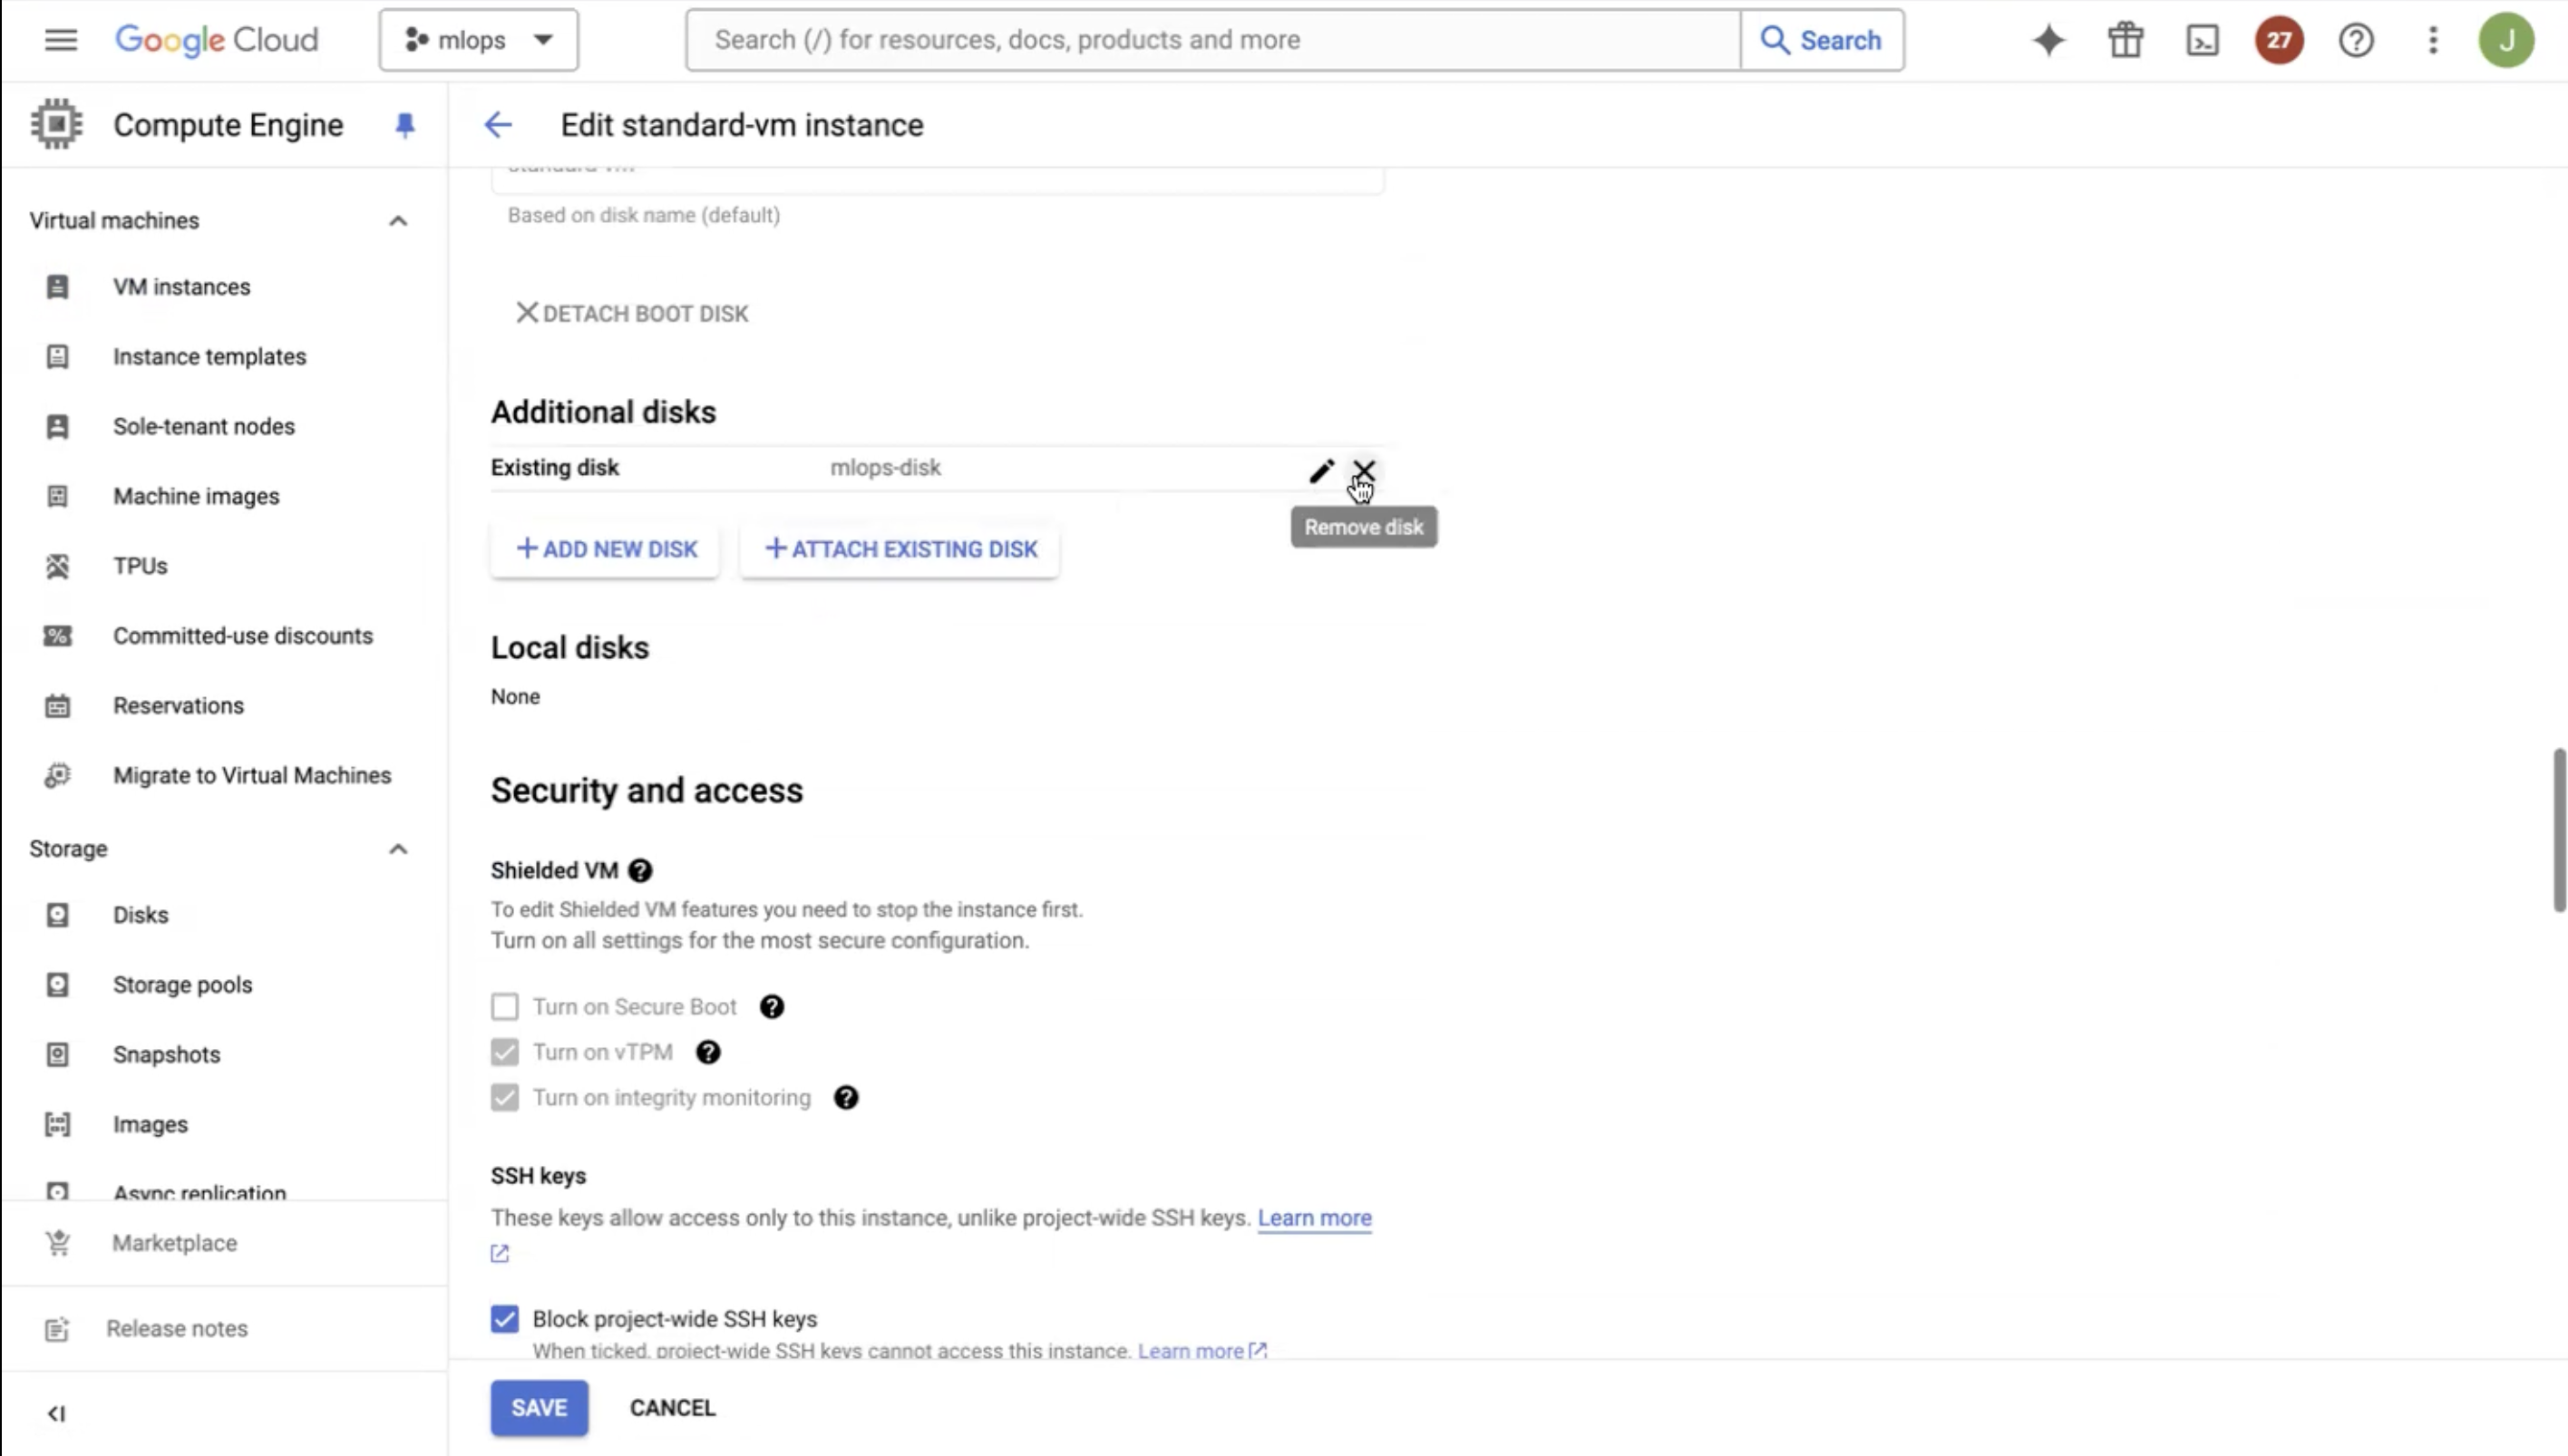 Google Cloud
mlops
Search (/) for resources, docs, products and more
Search
27
J
Compute Engine
Edit standard-vm instance
Virtual machines
VM instances
Instance templates
Sole-tenant nodes
Machine images
TPUs
Committed-use discounts
Reservations
Migrate to Virtual Machines
Storage
Disks
Storage pools
Snapshots
Images
Async replication
Marketplace
Release notes
Based on disk name (default)
DETACH BOOT DISK
Additional disks
Existing disk mlops-disk
Remove disk
+ ADD NEW DISK + ATTACH EXISTING DISK
Local disks
None
Security and access
Shielded VM
To edit Shielded VM features you need to stop the instance first.
Turn on all settings for the most secure configuration.
Turn on Secure Boot
Turn on vTPM
Turn on integrity monitoring
SSH keys
These keys allow access only to this instance, unlike project-wide SSH keys. Learn more
Block project-wide SSH keys
When ticked, project-wide SSH keys cannot access this instance. Learn more
SAVE CANCEL